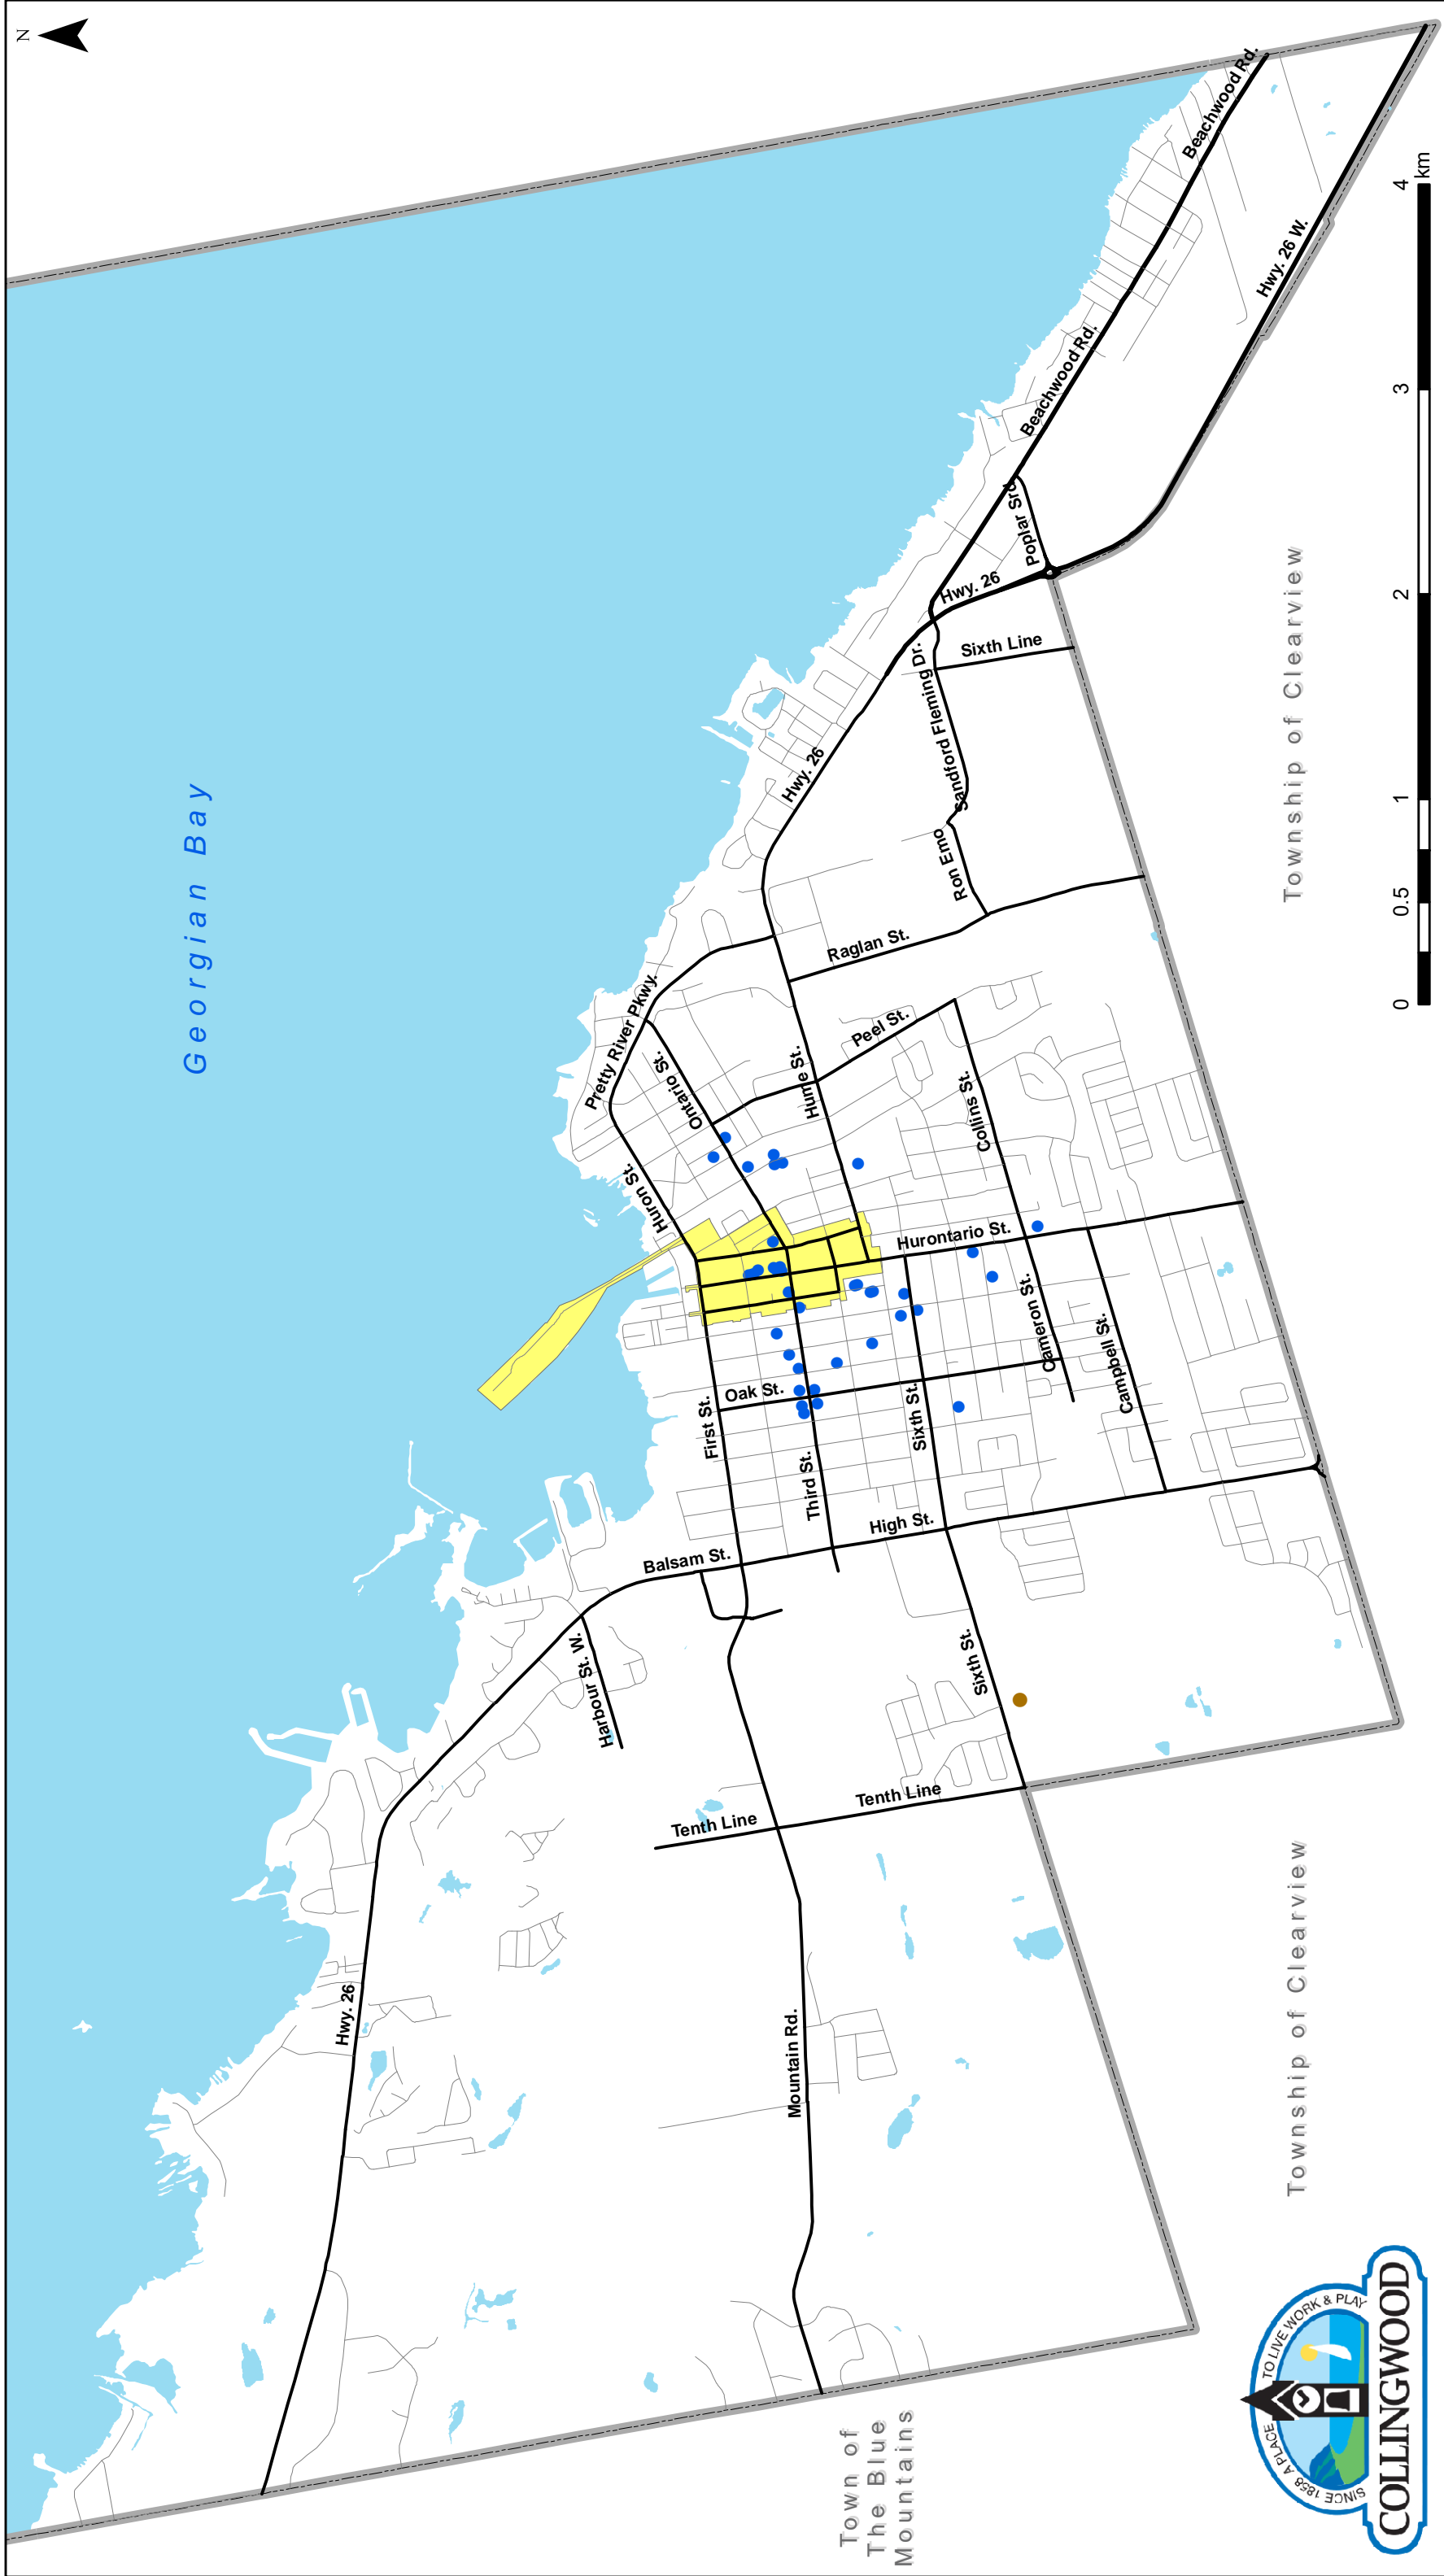 N
Georgian Bay
Beachwood Rd.
Hwy. 26 W.
Beachwood Rd.
Poplar Srd
Hwy. 26
Sixth Line
Sandford Fleming Dr.
Hwy. 26
Ron Emo
Raglan St.
Pretty River Pkwy.
Ontario St.
Peel St.
Hume St.
Collins St.
Huron St.
Hurontario St.
Cameron St.
Campbell St.
Oak St.
First St.
Sixth St.
Third St.
High St.
Balsam St.
Harbour St. W.
Sixth St.
Tenth Line
Tenth Line
Hwy. 26
Mountain Rd.
Township of Clearview
Township of Clearview
Town of
The Blue
Mountains
0 0.5 1 2 3 4
km
SINCE 1858 A PLACE TO LIVE WORK & PLAY
COLLINGWOOD